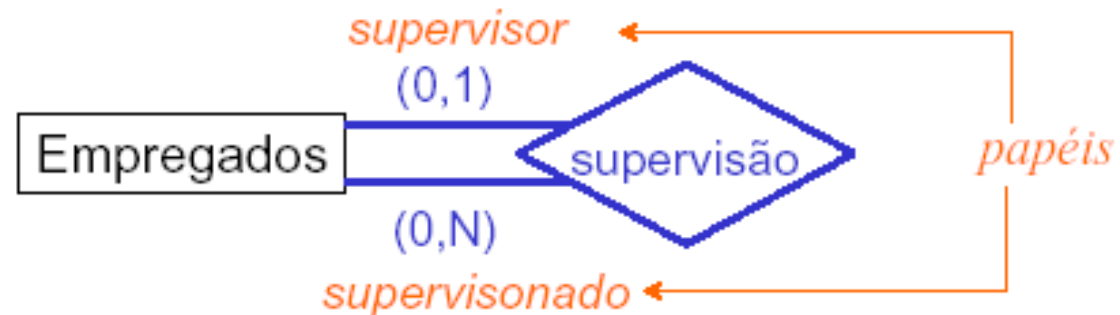 supervisor
(0,1)
Empregados
supervisão
papéis
(0,N)
supervisonado